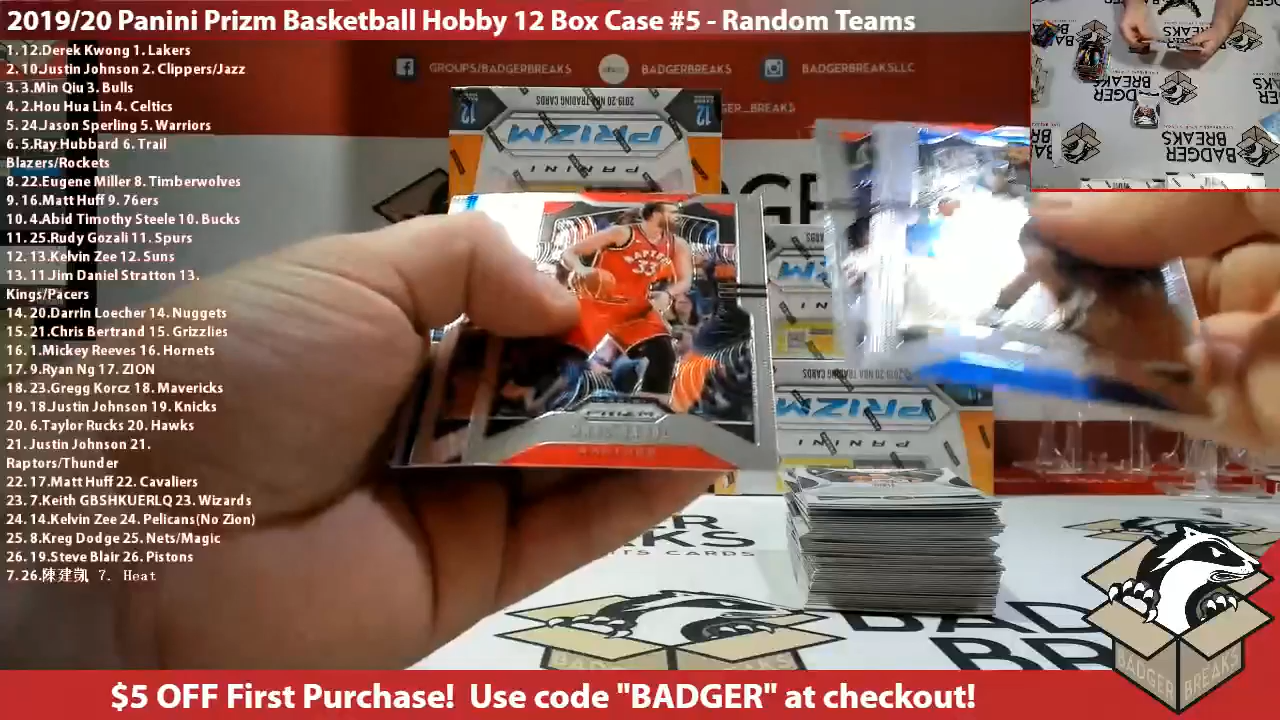 2019/20 Panini Prizm Basketball Hobby 12 Box Case #5 - Random Teams
1. 12.Derek Kwong 1. Lakers
2. 10.Justin Johnson 2. Clippers/Jazz
3. 3.Min Qiu 3. Bulls
4. 2.Hou Hua Lin 4. Celtics
5. 24.Jason Sperling 5. Warriors
6. 5.Ray Hubbard 6. Trail
Blazers/Rockets
8. 22.Eugene Miller 8. Timberwolves
9. 16.Matt Huff 9. 76ers
10. 4.Abid Timothy Steele 10. Bucks
11. 25.Rudy Gozali 11. Spurs
12. 13.Kelvin Zee 12. Suns
13. 11.Jim Daniel Stratton 13.
Kings/Pacers
14. 20.Darrin Loecher 14. Nuggets
15. 21.Chris Bertrand 15. Grizzlies
16. 1.Mickey Reeves 16. Hornets
17. 9.Ryan Ng 17. ZION
18. 23.Gregg Korcz 18. Mavericks
19. 18.Justin Johnson 19. Knicks
20. 6.Taylor Rucks 20. Hawks
21. Justin Johnson 21.
Raptors/Thunder
22. 17.Matt Huff 22. Cavaliers
23. 7.Keith GBSHKUERLQ 23. Wizards
24. 14.Kelvin Zee 24. Pelicans(No Zion)
25. 8.Kreg Dodge 25. Nets/Magic
26. 19.Steve Blair 26. Pistons
7. 26.陳建凯 7. Heat
GROUPS/BADGERBREAKS
BADGERBREAKS
BADGERBREAKSLLC
GER_BREAKS
2019-20 NBA TRADING CARDS
12
12
PRIZM
PANINI
RAPTORS
33
PRIZM
RAPTORS
PRIZM
PANINI
BADGER
BREAKS
BADGER
BREAKS
BADGER BREAKS
$5 OFF First Purchase! Use code "BADGER" at checkout!